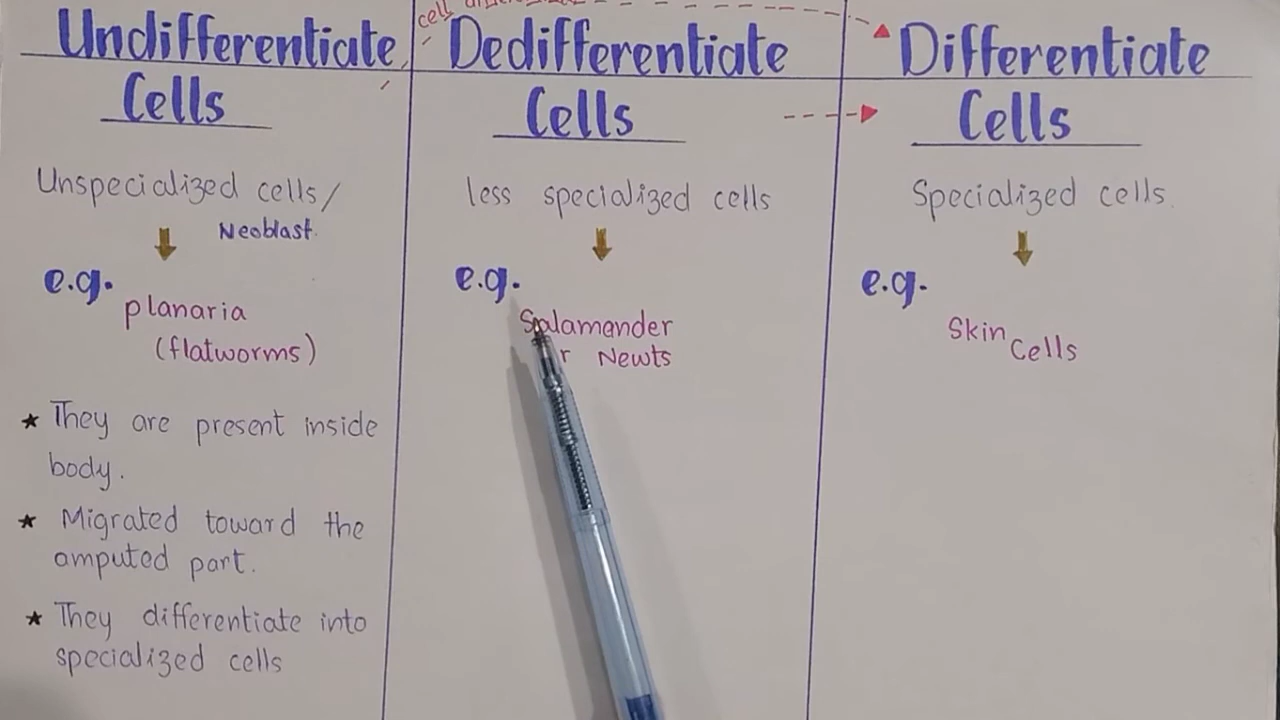 cell
Undifferentiate
Cells
Unspecialized cells/
Neoblast.
e.g.
planaria
(flatworms)
★ They are present inside
body.
★ Migrated toward the
amputed part.
★ They differentiate into
specialized cells
Dedifferentiate
Cells
less specialized cells
e.g.
Salamander
r Newts
Differentiate
Cells
Specialized cells.
e.g.
Skin
Cells